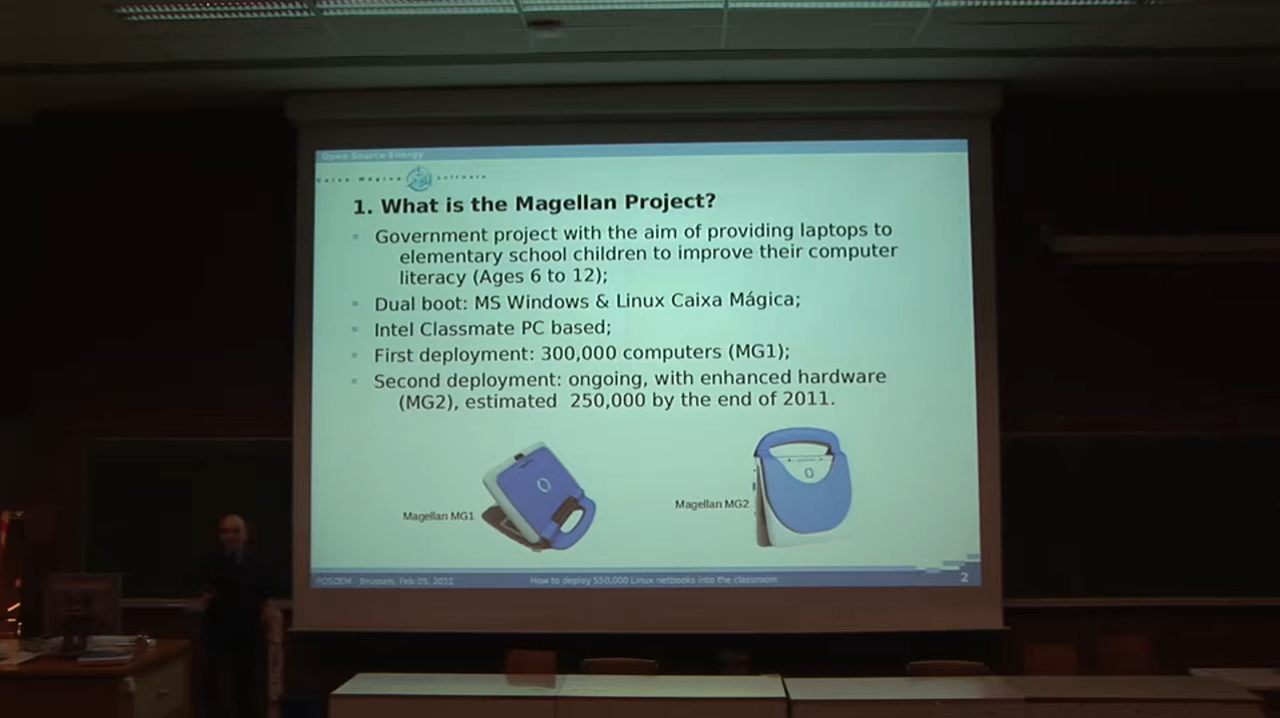 Open Source Energy
Caixa Mágica software
1. What is the Magellan Project?
Government project with the aim of providing laptops to
elementary school children to improve their computer
literacy (Ages 6 to 12);
Dual boot: MS Windows & Linux Caixa Mágica;
Intel Classmate PC based;
First deployment: 300,000 computers (MG1);
Second deployment: ongoing, with enhanced hardware
(MG2), estimated 250,000 by the end of 2011.
Magellan MG1
Magellan MG2
FOSDEM - Brussels, Feb 05, 2011
How to deploy 550,000 Linux netbooks into the classroom
2